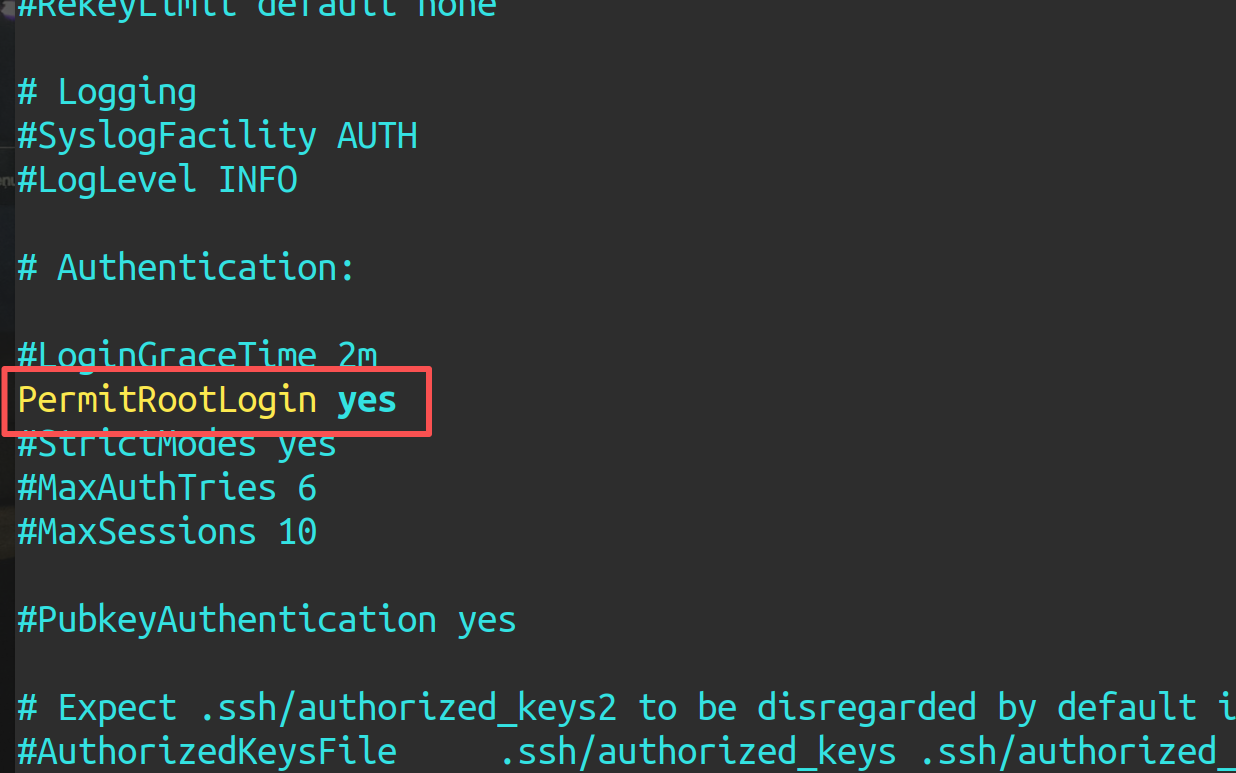 #RekeyLimit default none
# Logging
#SyslogFacility AUTH
#LogLevel INFO
# Authentication:
#LoginGraceTime 2m
PermitRootLogin yes
#StrictModes yes
#MaxAuthTries 6
#MaxSessions 10
#PubkeyAuthentication yes
# Expect .ssh/authorized_keys2 to be disregarded by default i
#AuthorizedKeysFile .ssh/authorized_keys .ssh/authorized_